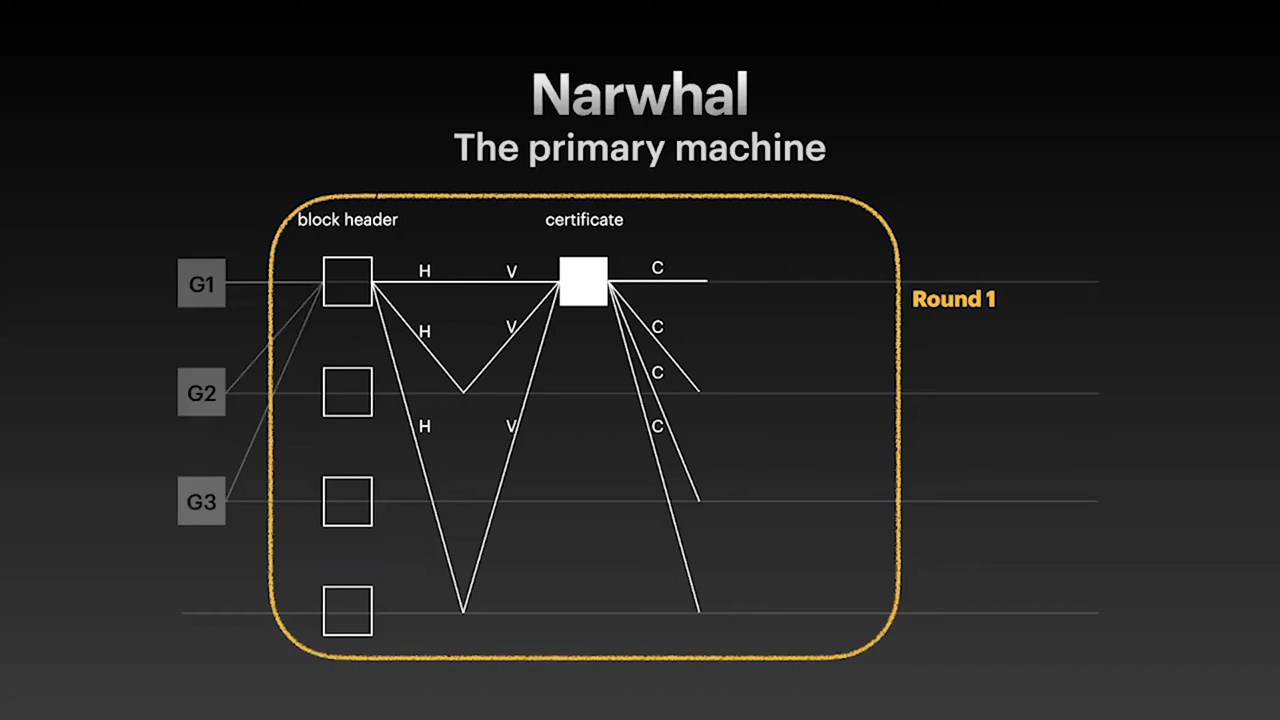 Narwhal
The primary machine
block header
certificate
G1
H
V
C
Round 1
H
V
C
C
G2
H
V
C
G3